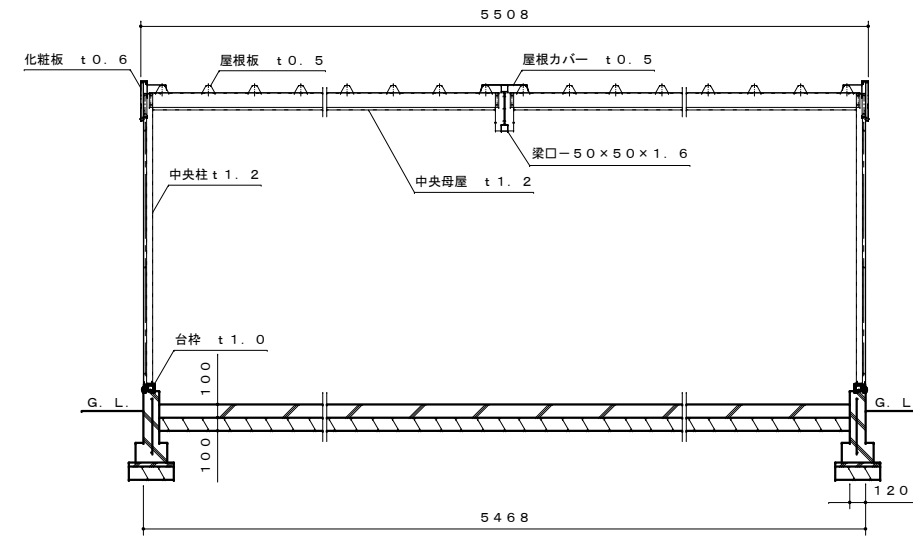 5508
化粧板 t0.6
屋根板 t0.5
屋根カバー t0.5
梁口－50×50×1.6
中央柱t1.2
中央母屋 t1.2
台枠 t1.0
100
G.L.
G.L
100
120
5468